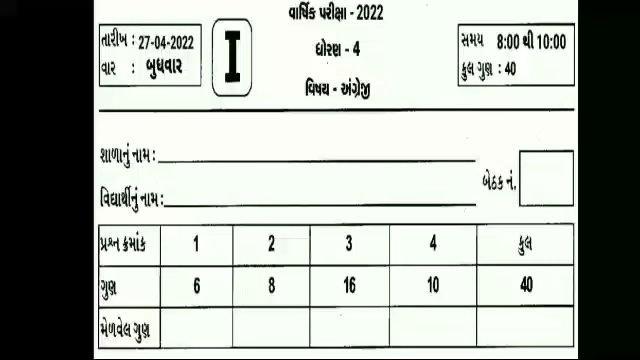 વાર્ષિક પરીક્ષા - 2022
તારીખ : 27-04-2022
વાર : બુધવાર
I
ધોરણ - 4
વિષય - અંગ્રેજી
સમય 8:00 થી 10:00
કુલ ગુણ : 40
શાળાનું નામ :
વિદ્યાર્થીનું નામ :
બેઠક નં.
પ્રશ્ન ક્રમાંક 1 2 3 4 કુલ
ગુણ 6 8 16 10 40
મેળવેલ ગુણ